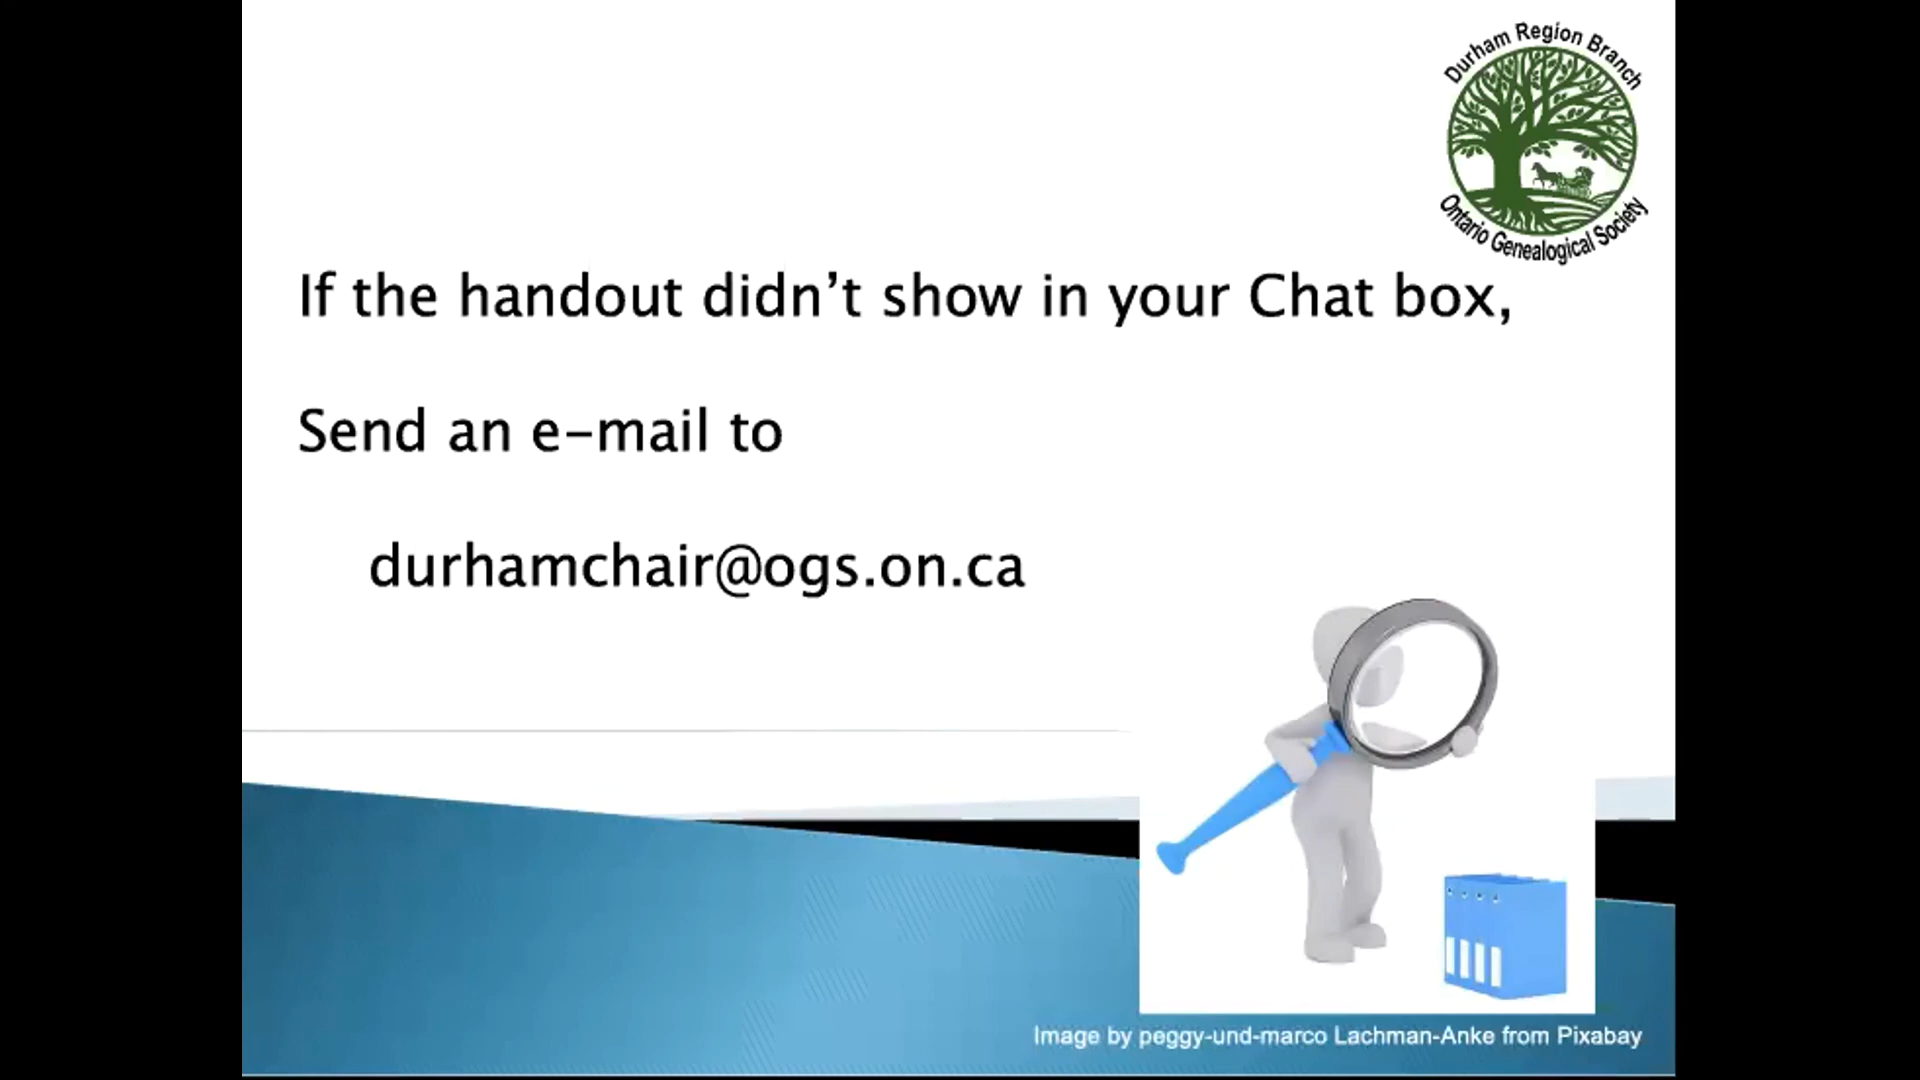 Durham Region Branch
Ontario Genealogical Society
If the handout didn’t show in your Chat box,
Send an e-mail to
durhamchair@ogs.on.ca
Image by peggy-und-marco Lachman-Anke from Pixabay